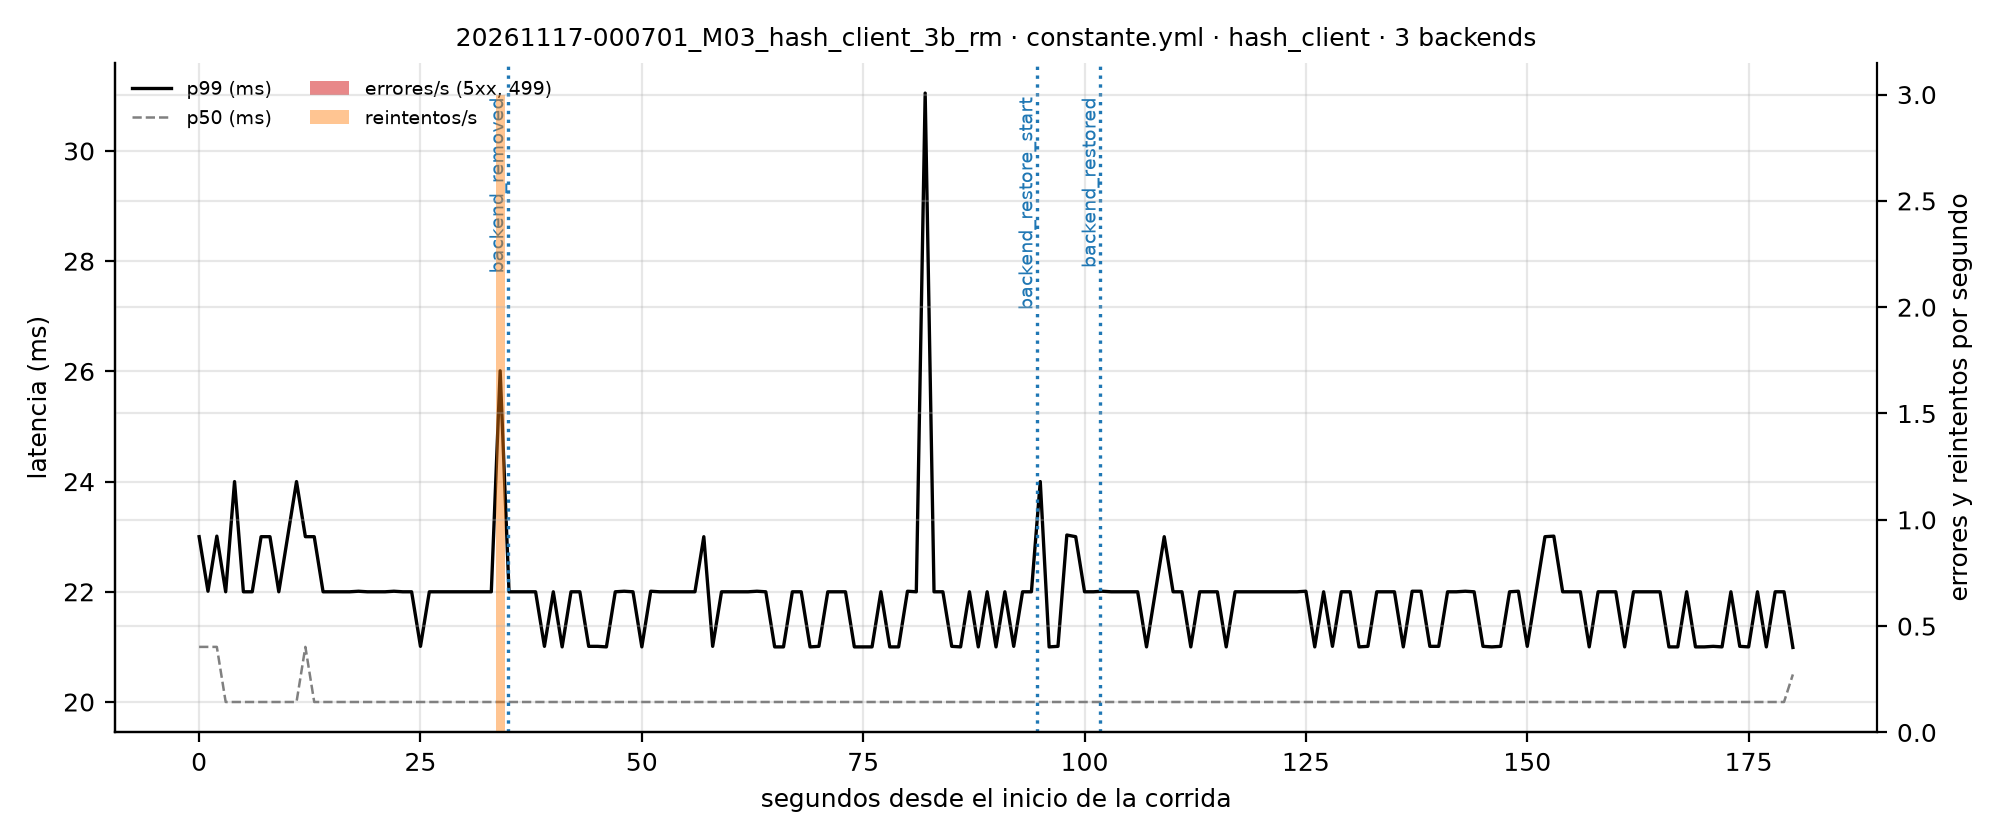 20261117-000701_M03_hash_client_3b_rm · constante.yml · hash_client · 3 backends
p99 (ms)
p50 (ms)
errores/s (5xx, 499)
reintentos/s
backend_removed
backend_restore_start
backend_restored
latencia (ms)
30
28
26
24
22
20
3.0
2.5
2.0
1.5
1.0
0.5
0.0
errores y reintentos por segundo
0 25 50 75 100 125 150 175
segundos desde el inicio de la corrida